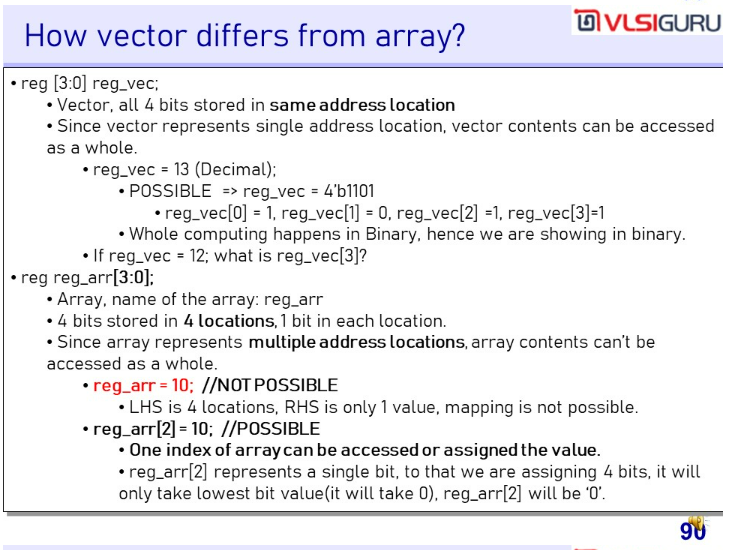 How vector differs from array?
VLSIGURU
• reg [3:0] reg_vec;
• Vector, all 4 bits stored in same address location
• Since vector represents single address location, vector contents can be accessed
as a whole.
• reg_vec = 13 (Decimal);
• POSSIBLE => reg_vec = 4'b1101
• reg_vec[0] = 1, reg_vec[1] = 0, reg_vec[2] =1, reg_vec[3]=1
• Whole computing happens in Binary, hence we are showing in binary.
• If reg_vec = 12; what is reg_vec[3]?
• reg reg_arr[3:0];
• Array, name of the array: reg_arr
• 4 bits stored in 4 locations, 1 bit in each location.
• Since array represents multiple address locations, array contents can't be
accessed as a whole.
• reg_arr = 10; //NOT POSSIBLE
• LHS is 4 locations, RHS is only 1 value, mapping is not possible.
• reg_arr[2] = 10; //POSSIBLE
• One index of array can be accessed or assigned the value.
• reg_arr[2] represents a single bit, to that we are assigning 4 bits, it will
only take lowest bit value(it will take 0), reg_arr[2] will be '0'.
90